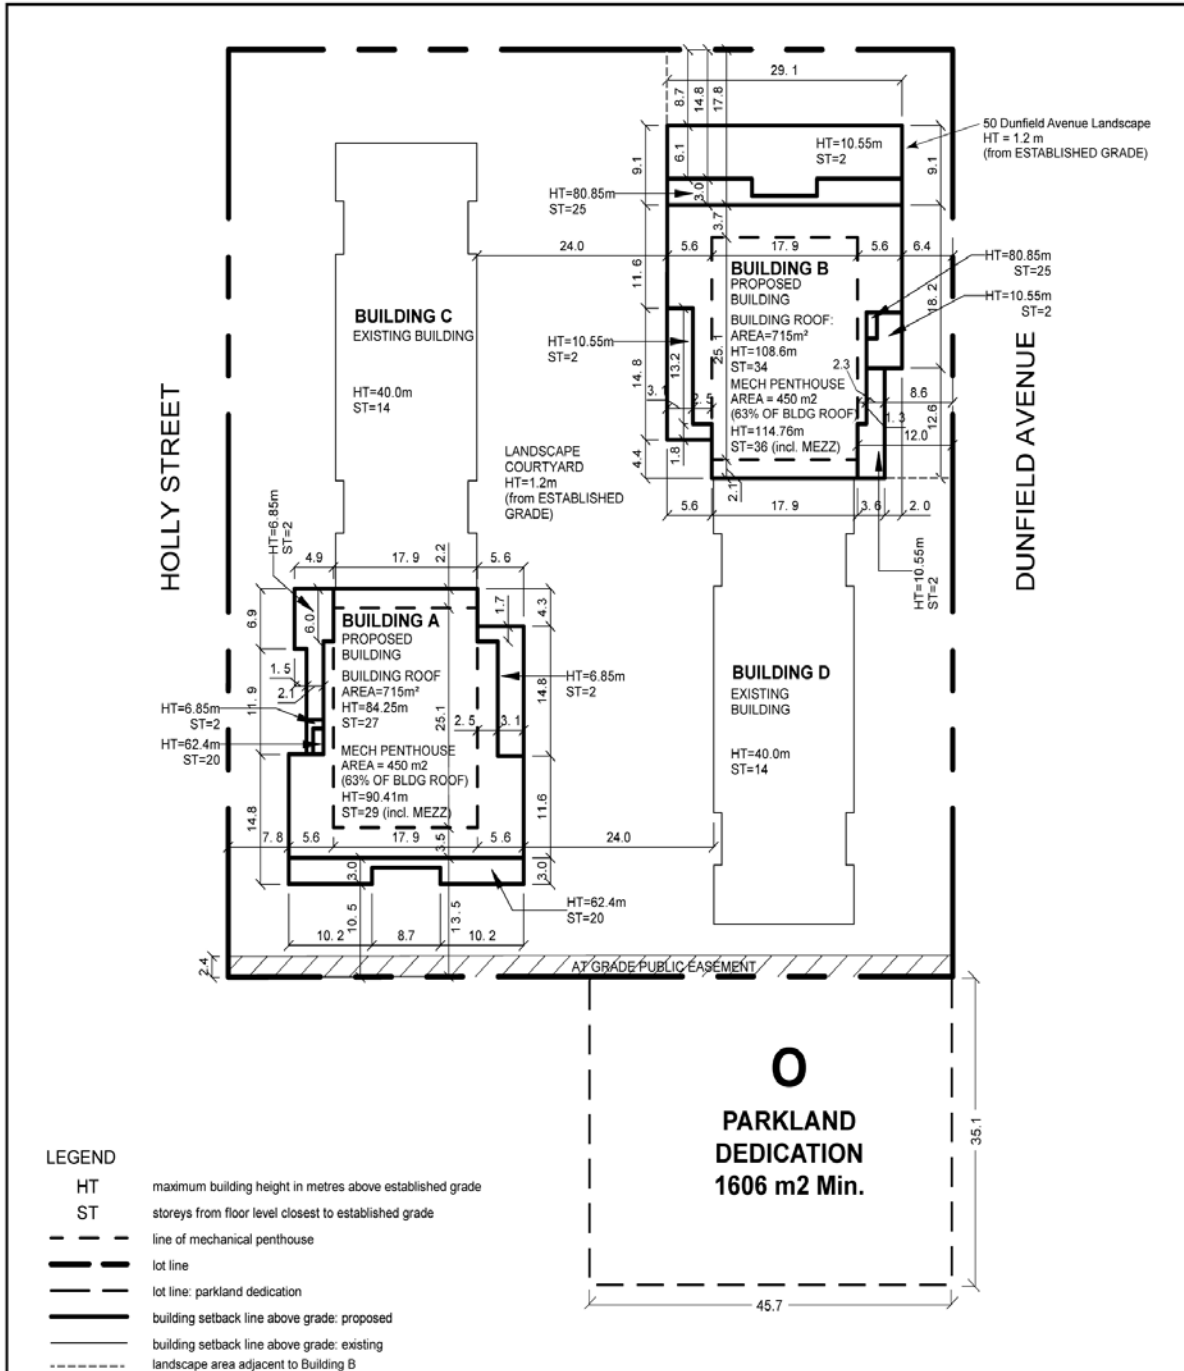 29.1
8.7
14.8
17.8
50 Dunfield Avenue Landscape
HT = 1.2 m
(from ESTABLISHED GRADE)
9.1
6.1
HT=10.55m
ST=2
9.1
HT=80.85m
ST=25
3.0
3.7
24.0
5.6
17.9
5.6
6.4
HT=80.85m
ST=25
HT=10.55m
ST=2
18.2
11.6
BUILDING B
PROPOSED
BUILDING
BUILDING ROOF:
AREA=715m²
HT=108.6m
ST=34
MECH PENTHOUSE
AREA = 450 m2
(63% OF BLDG ROOF)
HT=114.76m
ST=36 (incl. MEZZ)
25.1
HT=10.55m
ST=2
13.2
14.8
3.1
2.5
2.3
8.6
1.3
12.6
12.0
4.4
1.8
2.1
5.6
17.9
3.6
2.0
HT=10.55m
ST=2
BUILDING C
EXISTING BUILDING
HT=40.0m
ST=14
HOLLY STREET
DUNFIELD AVENUE
LANDSCAPE
COURTYARD
HT=1.2m
(from ESTABLISHED
GRADE)
HT=6.85m
ST=2
4.9
17.9
2.2
5.6
6.9
6.0
1.7
4.3
BUILDING A
PROPOSED
BUILDING
BUILDING ROOF
AREA=715m²
HT=84.25m
ST=27
MECH PENTHOUSE
AREA = 450 m2
(63% OF BLDG ROOF)
HT=90.41m
ST=29 (incl. MEZZ)
25.1
1.5
2.1
11.9
HT=6.85m
ST=2
HT=62.4m
ST=20
2.5
3.1
14.8
HT=6.85m
ST=2
BUILDING D
EXISTING
BUILDING
HT=40.0m
ST=14
14.8
11.6
7.8
5.6
17.9
3.5
5.6
24.0
3.0
3.0
HT=62.4m
ST=20
10.5
13.5
10.2
8.7
10.2
2.4
AT GRADE PUBLIC EASEMENT
O
PARKLAND
DEDICATION
1606 m2 Min.
35.1
45.7
LEGEND
HT maximum building height in metres above established grade
ST storeys from floor level closest to established grade
line of mechanical penthouse
lot line
lot line: parkland dedication
building setback line above grade: proposed
building setback line above grade: existing
landscape area adjacent to Building B